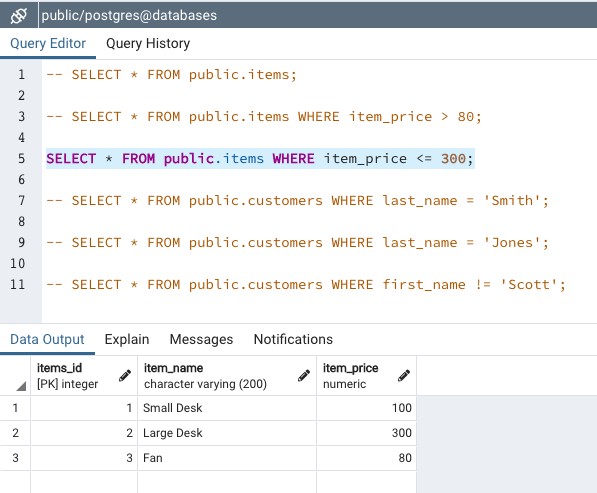 public/postgres@databases
Query Editor Query History
1 -- SELECT * FROM public.items;
2
3 -- SELECT * FROM public.items WHERE item_price > 80;
4
5 SELECT * FROM public.items WHERE item_price <= 300;
6
7 -- SELECT * FROM public.customers WHERE last_name = 'Smith';
8
9 -- SELECT * FROM public.customers WHERE last_name = 'Jones';
10
11 -- SELECT * FROM public.customers WHERE first_name != 'Scott';
Data Output Explain Messages Notifications
items_id item_name item_price
[PK] integer character varying (200) numeric
1 1 Small Desk 100
2 2 Large Desk 300
3 3 Fan 80